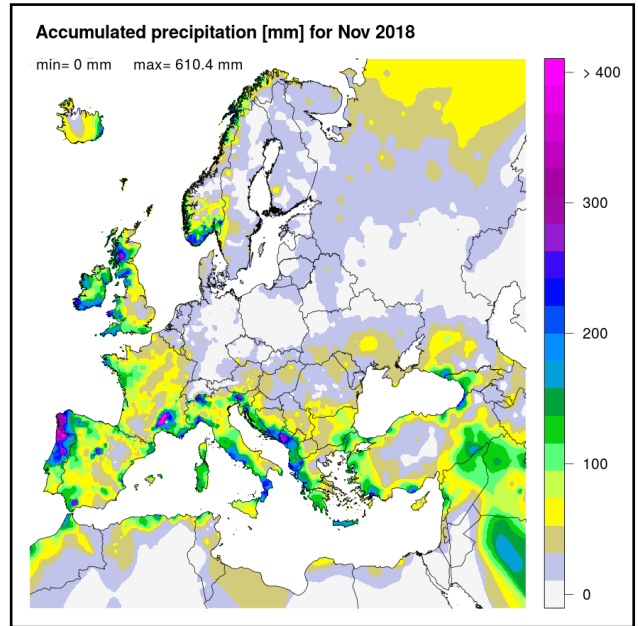 Accumulated precipitation [mm] for Nov 2018
min= 0 mm max= 610.4 mm
> 400
300
200
100
0